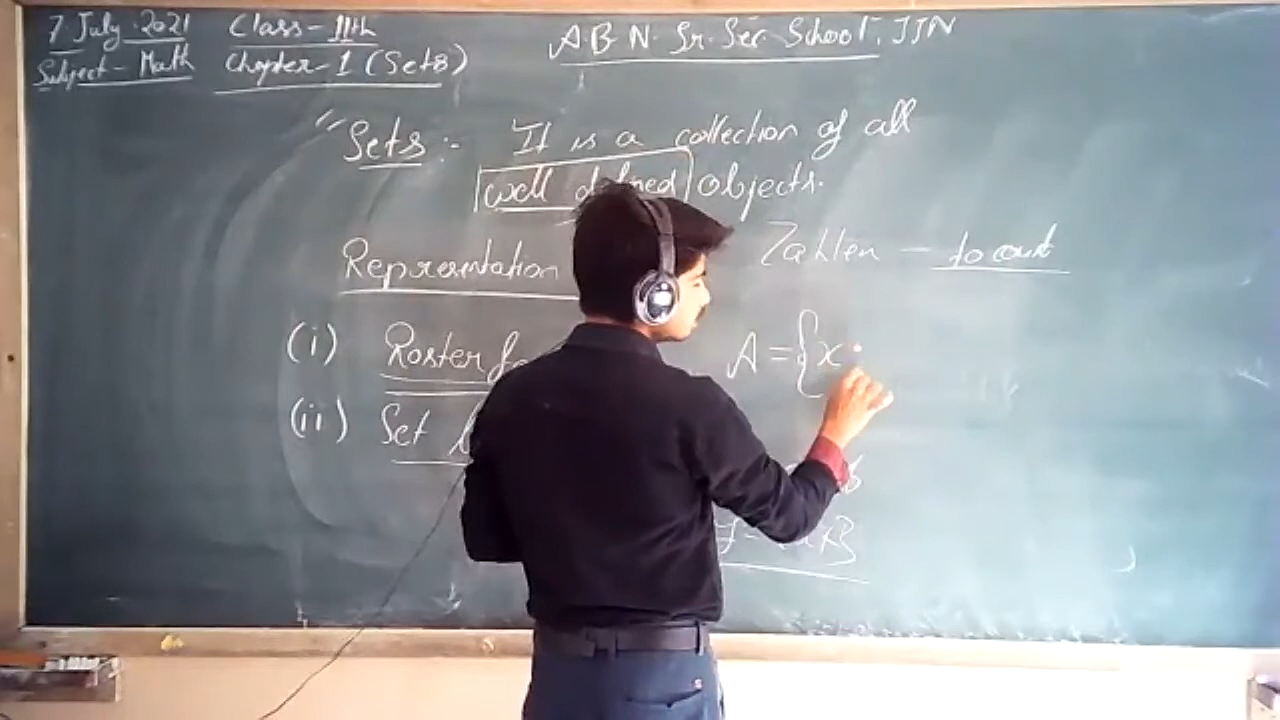 7 July 2021 Class-11th A.B.N. Sr. Sec School, JJN
Subject - Math Chapter-1 (Sets)
"Sets :- It is a collection of all
well defined objects.
Representation Zahlen - to count
(i) Roster A = {x :
(ii) Set